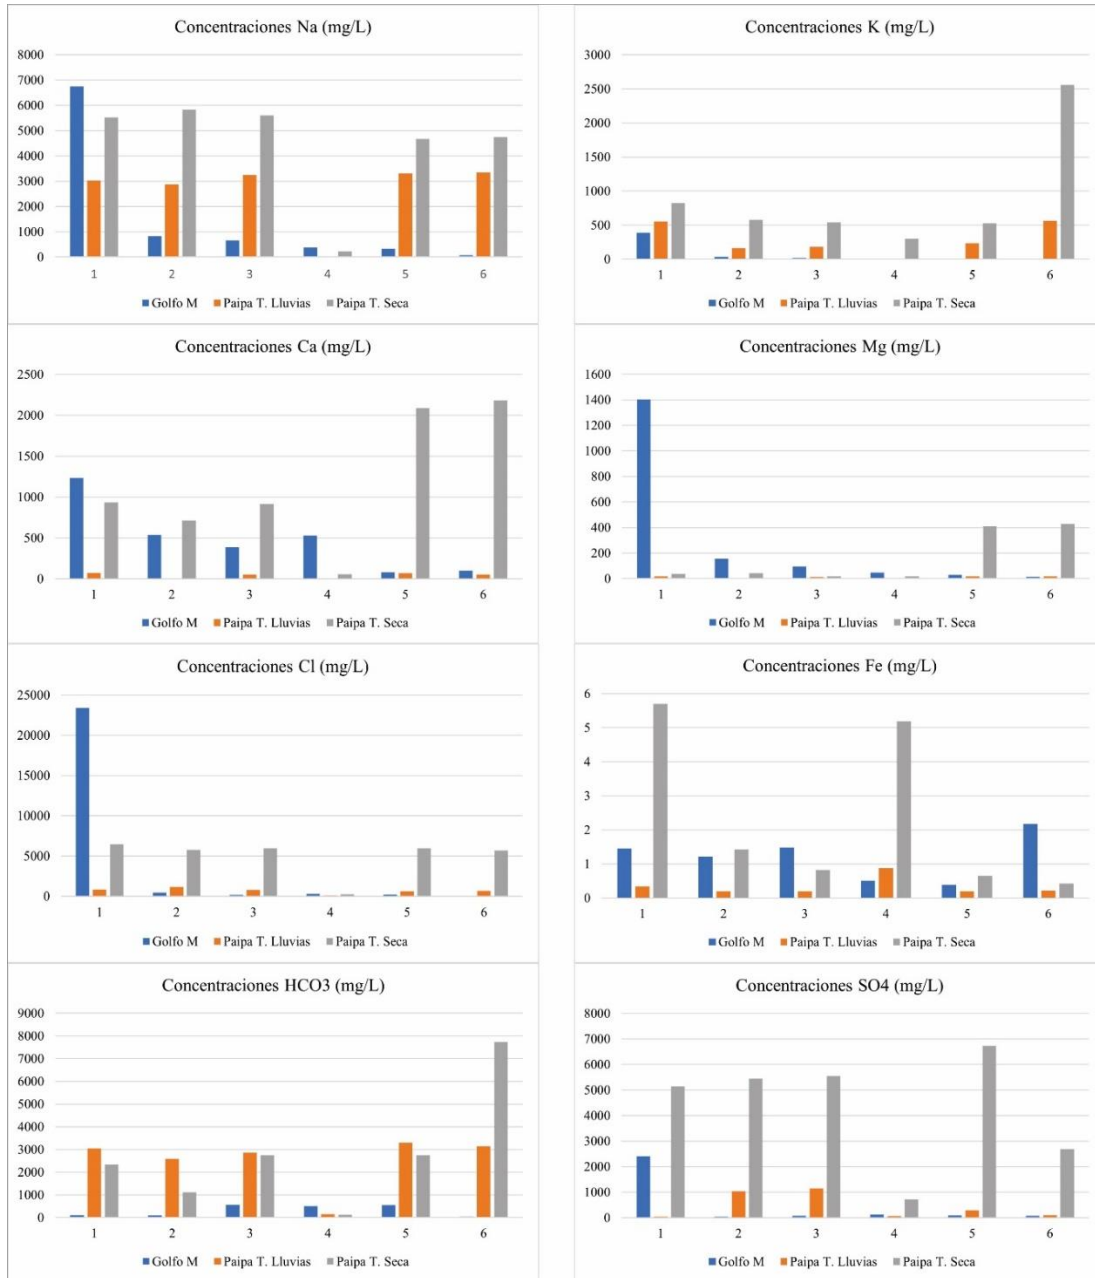 Concentraciones Na (mg/L)
8000
7000
6000
5000
4000
3000
2000
1000
0
1 2 3 4 5 6
Golfo M Paipa T. Lluvias Paipa T. Seca
Concentraciones K (mg/L)
3000
2500
2000
1500
1000
500
0
1 2 3 4 5 6
Golfo M Paipa T. Lluvias Paipa T. Seca
Concentraciones Ca (mg/L)
2500
2000
1500
1000
500
0
1 2 3 4 5 6
Golfo M Paipa T. Lluvias Paipa T. Seca
Concentraciones Mg (mg/L)
1600
1400
1200
1000
800
600
400
200
0
1 2 3 4 5 6
Golfo M Paipa T. Lluvias Paipa T. Seca
Concentraciones Cl (mg/L)
25000
20000
15000
10000
5000
0
1 2 3 4 5 6
Golfo M Paipa T. Lluvias Paipa T. Seca
Concentraciones Fe (mg/L)
6
5
4
3
2
1
0
1 2 3 4 5 6
Golfo M Paipa T. Lluvias Paipa T. Seca
Concentraciones HCO3 (mg/L)
9000
8000
7000
6000
5000
4000
3000
2000
1000
0
1 2 3 4 5 6
Golfo M Paipa T. Lluvias Paipa T. Seca
Concentraciones SO4 (mg/L)
8000
7000
6000
5000
4000
3000
2000
1000
0
1 2 3 4 5 6
Golfo M Paipa T. Lluvias Paipa T. Seca